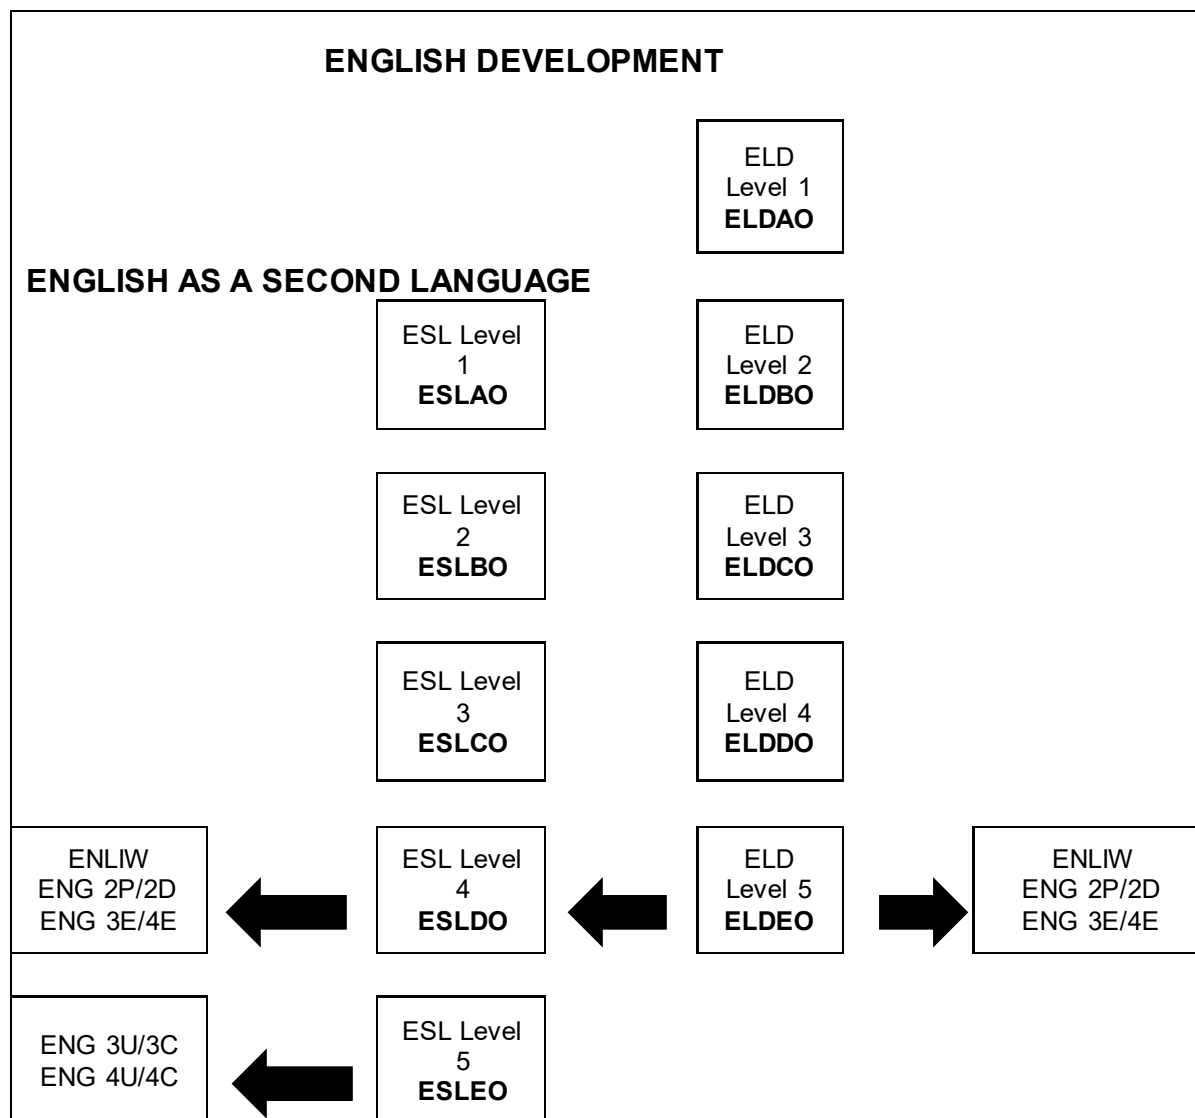 ENGLISH DEVELOPMENT
ELD
Level 1
ELDAO
ENGLISH AS A SECOND LANGUAGE
ESL Level
1
ESLAO
ELD
Level 2
ELDBO
ESL Level
2
ESLBO
ELD
Level 3
ELDCO
ESL Level
3
ESLCO
ELD
Level 4
ELDDO
ENLIW
ENG 2P/2D
ENG 3E/4E
ESL Level
4
ESLDO
ELD
Level 5
ELDEO
ENLIW
ENG 2P/2D
ENG 3E/4E
ENG 3U/3C
ENG 4U/4C
ESL Level
5
ESLEO